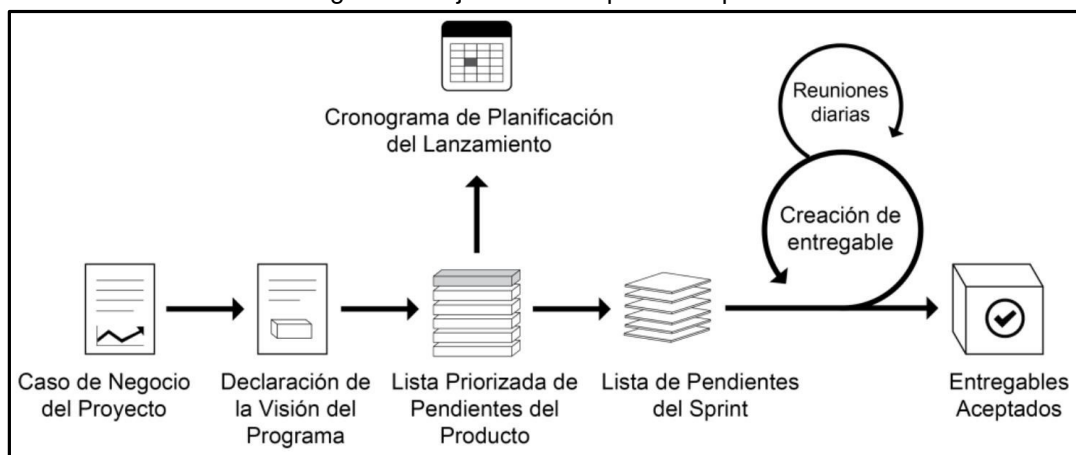 Cronograma de Planificación
del Lanzamiento
Reuniones
diarias
Creación de
entregable
Caso de Negocio
del Proyecto
Declaración de
la Visión del
Programa
Lista Priorizada de
Pendientes del
Producto
Lista de Pendientes
del Sprint
Entregables
Aceptados